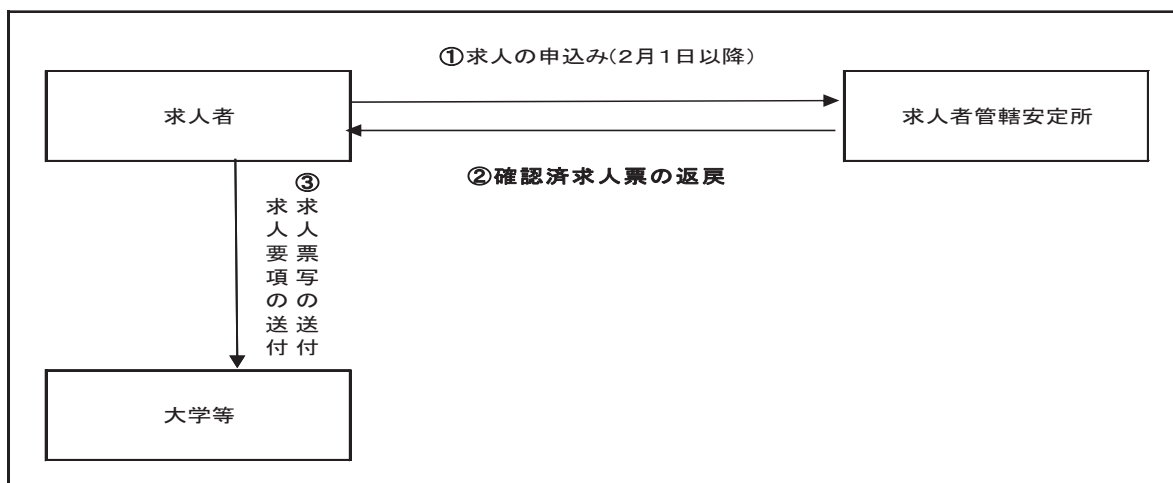 ①求人の申込み(2月1日以降)
求人者
求人者管轄安定所
②確認済求人票の返戻
③求人票写の送付
求人要項の送付
大学等